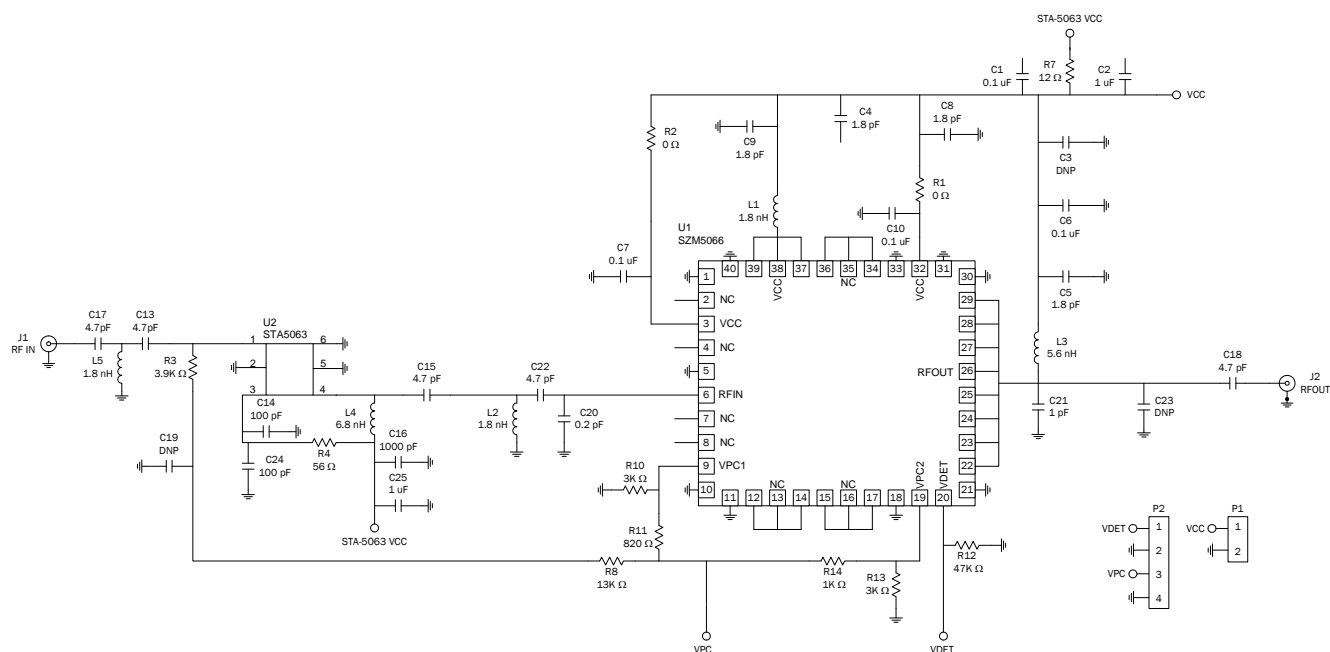 STA-5063 VCC
C1
0.1 uF
R7
12 Ω
C2
1 uF
VCC
R2
0 Ω
C9
1.8 pF
C4
1.8 pF
C8
1.8 pF
C3
DNP
R1
0 Ω
L1
1.8 nH
C6
0.1 uF
C10
0.1 uF
U1
SZM5066
C7
0.1 uF
C5
1.8 pF
40
39
38
37
36
35
34
33
32
31
VCC
NC
VCC
1
30
2
NC
29
3
VCC
28
4
NC
27
5
RFOUT
26
6
RFIN
25
7
NC
24
8
NC
23
9
VPC1
22
10
21
NC
NC
VPC2
VDET
11
12
13
14
15
16
17
18
19
20
L3
5.6 nH
C18
4.7 pF
J2
RFOUT
C21
1 pF
C23
DNP
J1
RF IN
C17
4.7pF
C13
4.7pF
L5
1.8 nH
R3
3.9K Ω
U2
STA5063
1
6
2
5
3
4
C15
4.7 pF
C22
4.7 pF
C14
100 pF
L4
6.8 nH
L2
1.8 nH
C20
0.2 pF
C19
DNP
C24
100 pF
R4
56 Ω
C16
1000 pF
C25
1 uF
STA-5063 VCC
R10
3K Ω
R11
820 Ω
R8
13K Ω
R14
1K Ω
R13
3K Ω
R12
47K Ω
VPC
VDET
P2
VDET
1
2
VPC
3
4
P1
VCC
1
2